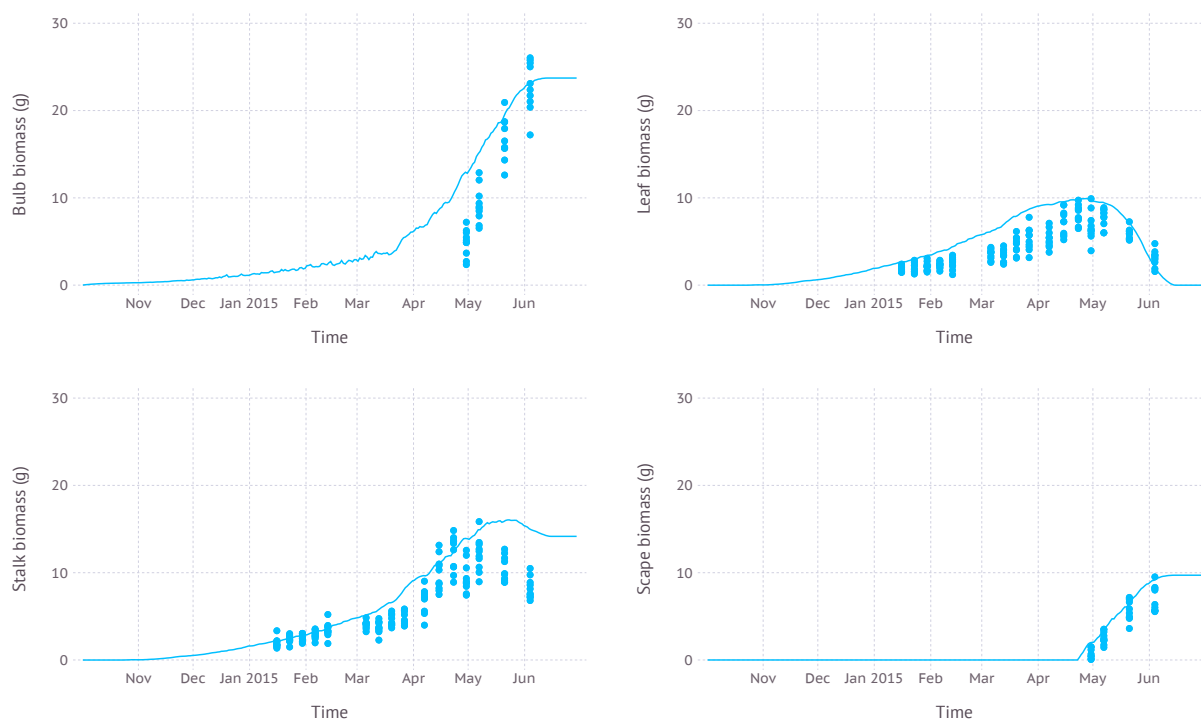 Bulb biomass (g)
30
20
10
0
Nov Dec Jan 2015 Feb Mar Apr May Jun
Time
Leaf biomass (g)
30
20
10
0
Nov Dec Jan 2015 Feb Mar Apr May Jun
Time
Stalk biomass (g)
30
20
10
0
Nov Dec Jan 2015 Feb Mar Apr May Jun
Time
Scape biomass (g)
30
20
10
0
Nov Dec Jan 2015 Feb Mar Apr May Jun
Time